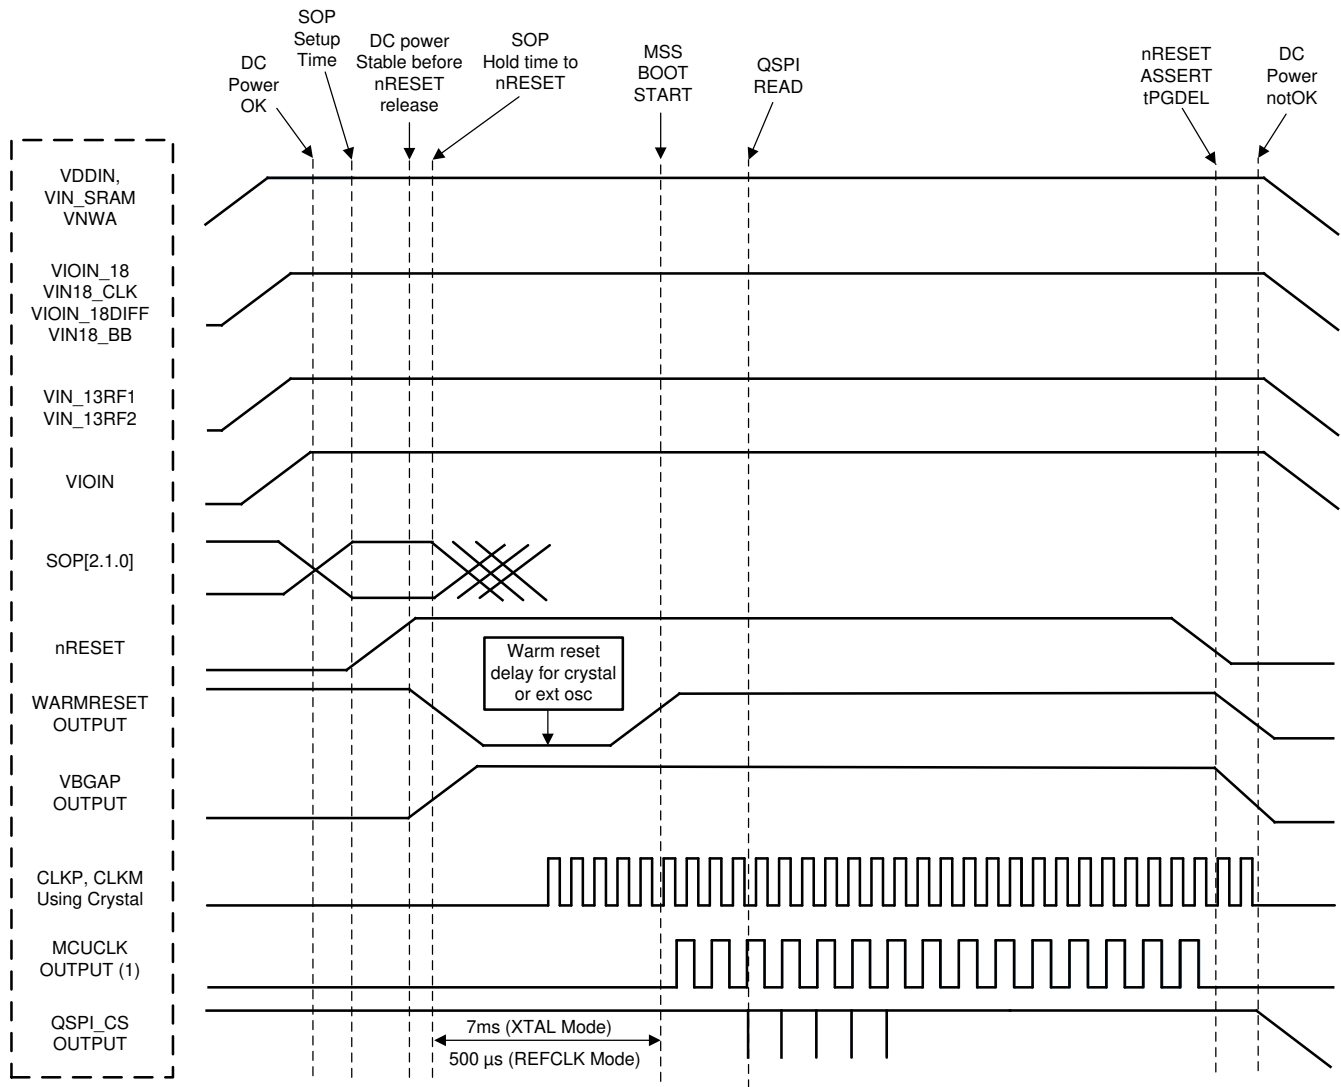 SOP
Setup
Time
DC
Power
OK
DC power
Stable before
nRESET
release
SOP
Hold time to
nRESET
MSS
BOOT
START
QSPI
READ
nRESET
ASSERT
tPGDEL
DC
Power
notOK
VDDIN,
VIN_SRAM
VNWA
VIOIN_18
VIN18_CLK
VIOIN_18DIFF
VIN18_BB
VIN_13RF1
VIN_13RF2
VIOIN
SOP[2.1.0]
nRESET
Warm reset
delay for crystal
or ext osc
WARMRESET
OUTPUT
VBGAP
OUTPUT
CLKP, CLKM
Using Crystal
MCUCLK
OUTPUT (1)
QSPI_CS
OUTPUT
7ms (XTAL Mode)
500 µs (REFCLK Mode)